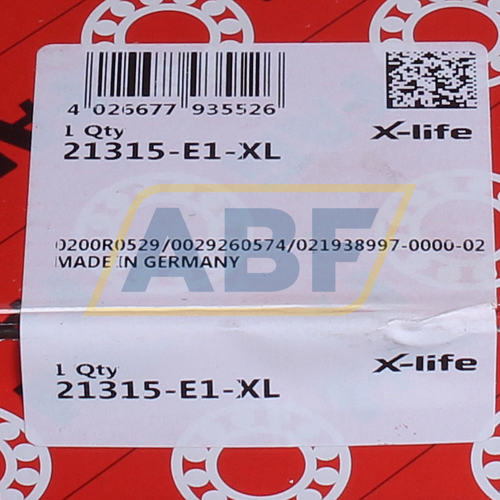 4 026677 935526
1 Qty
X-life
21315-E1-XL
ABF
0200R0529/0029260574/021938997-0000-02
MADE IN GERMANY
1 Qty
X-life
21315-E1-XL